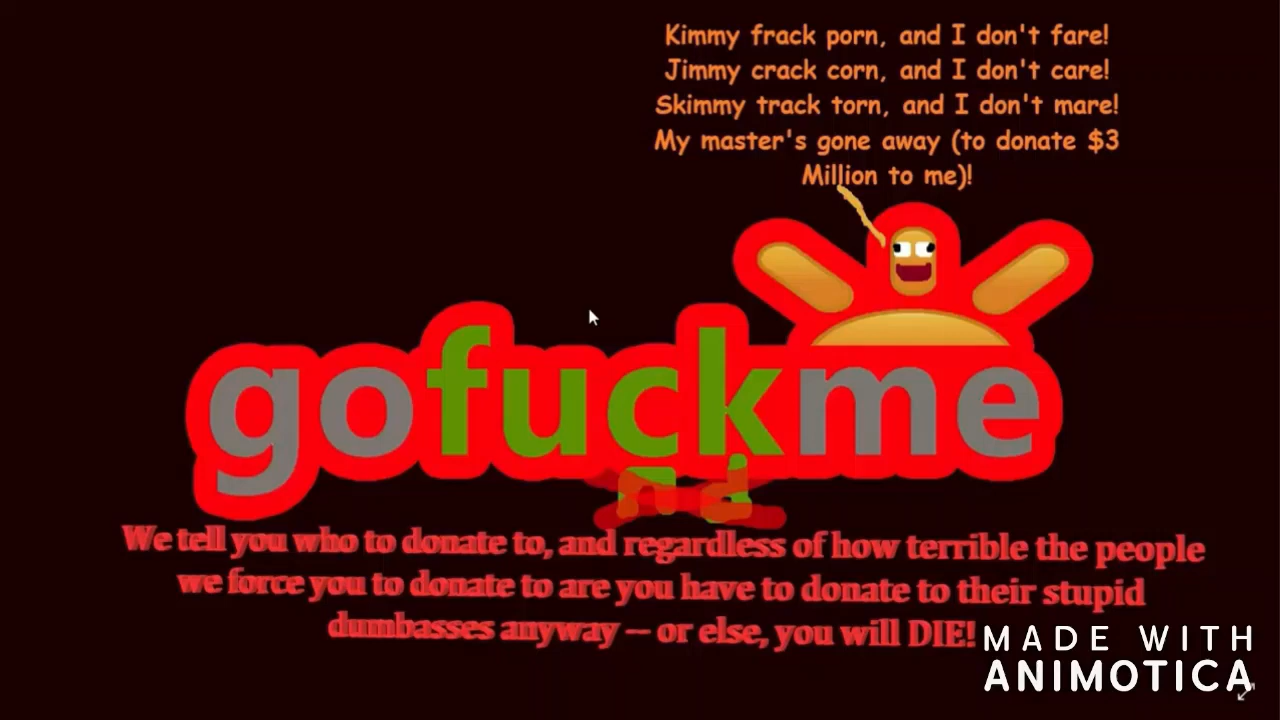 Kimmy frack porn, and I don't fare!
Jimmy crack corn, and I don't care!
Skimmy track torn, and I don't mare!
My master's gone away (to donate $3
Million to me)!
gofuckme
nd
We tell you who to donate to, and regardless of how terrible the people
we force you to donate to are you have to donate to their stupid
dumbasses anyway – or else, you will DIE!
MADE WITH
ANIMOTICA